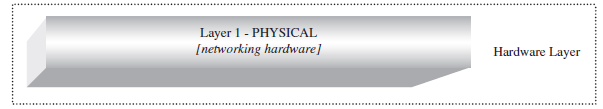 Layer 1 - PHYSICAL
[networking hardware]
Hardware Layer